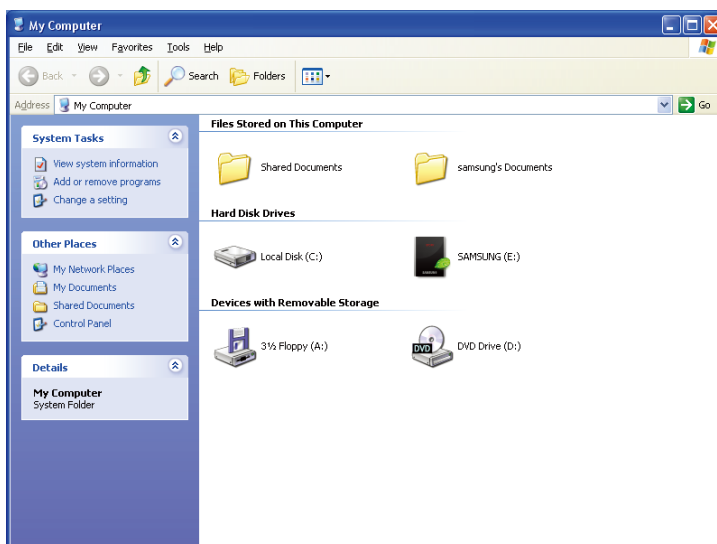 My Computer
File Edit View Favorites Tools Help
Back Search Folders
Address My Computer Go
System Tasks
View system information
Add or remove programs
Change a setting
Other Places
My Network Places
My Documents
Shared Documents
Control Panel
Details
My Computer
System Folder
Files Stored on This Computer
Shared Documents samsung's Documents
Hard Disk Drives
Local Disk (C:) SAMSUNG (E:)
SAMSUNG
Devices with Removable Storage
3½ Floppy (A:) DVD Drive (D:)
DVD